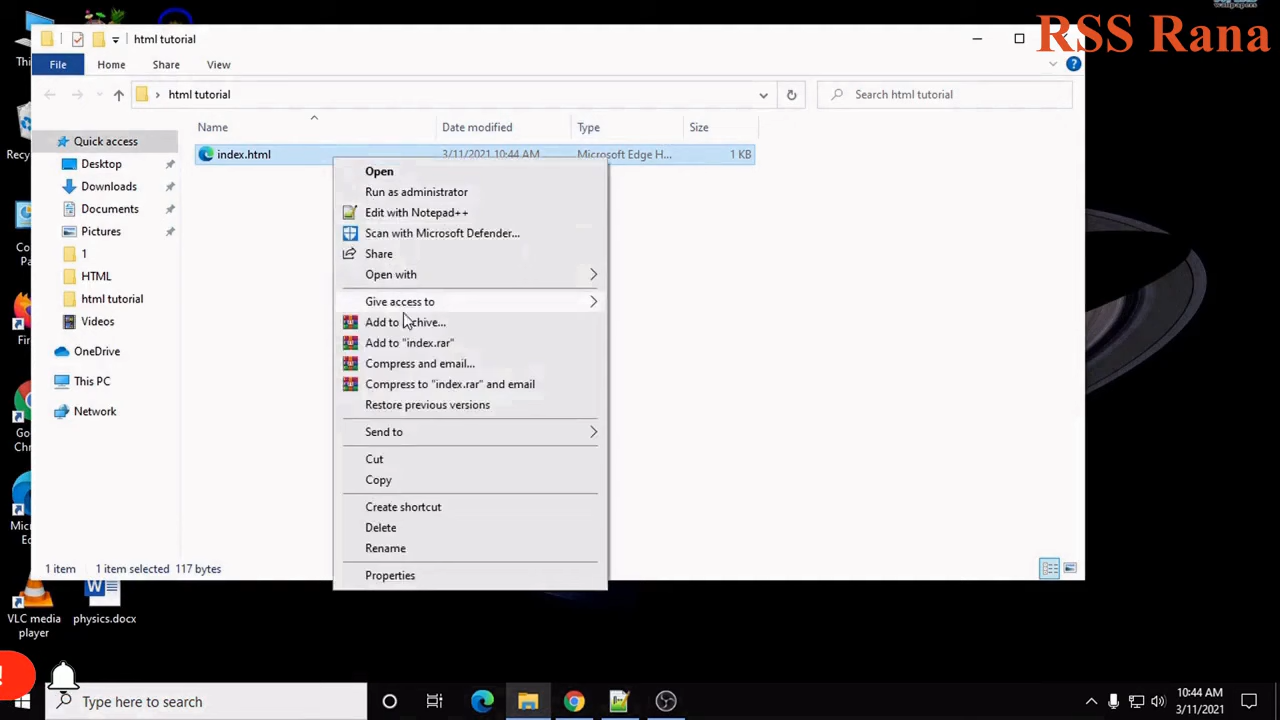 wallpapers
RSS Rana
html tutorial
File
Home
Share
View
html tutorial
Search html tutorial
Name
Date modified
Type
Size
index.html
3/11/2021 10:44 AM
Microsoft Edge H...
1 KB
Quick access
Desktop
Downloads
Documents
Pictures
1
HTML
html tutorial
Videos
OneDrive
This PC
Network
Open
Run as administrator
Edit with Notepad++
Scan with Microsoft Defender...
Share
Open with
Give access to
Add to archive...
Add to "index.rar"
Compress and email...
Compress to "index.rar" and email
Restore previous versions
Send to
Cut
Copy
Create shortcut
Delete
Rename
Properties
1 item
1 item selected
117 bytes
VLC media
player
physics.docx
Type here to search
10:44 AM
3/11/2021